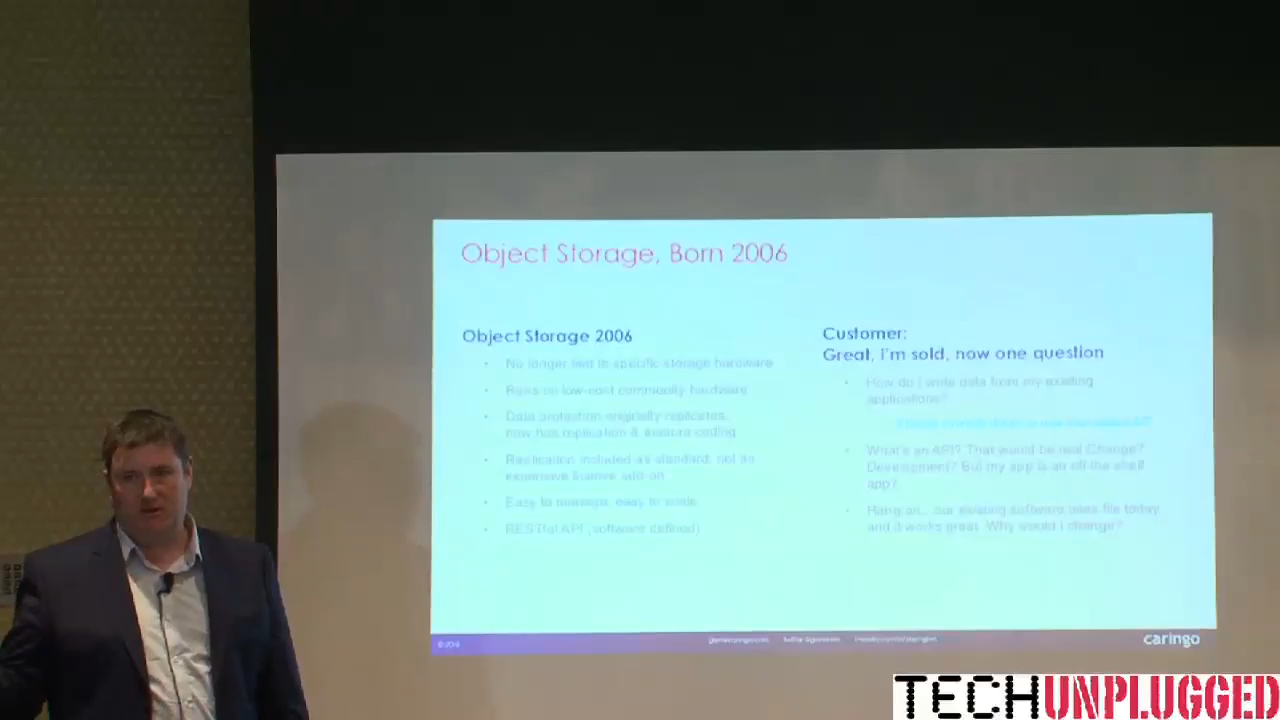 Object Storage, Born 2006
Object Storage 2006
No longer tied to specific storage hardware
Runs on low-cost commodity hardware
Data protection originally replicates,
now has replication & erasure coding
Replication included as standard, not as
expensive license add-on
Easy to manage, easy to scale
RESTful API (software defined)
Customer:
Great, i'm sold, now one question
How do I write data from my existing
applications?
What's an API? That would be real Change?
Development? But my app is an off the shelf
app?
Hang on... our existing software uses file today
and it works great. Why would I change?
caringo
TECHUNPLUGGED